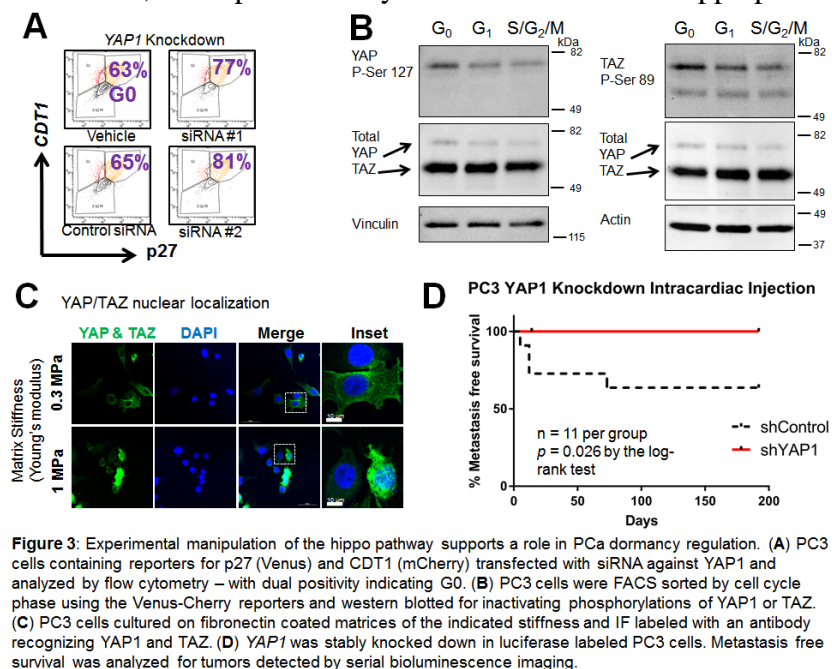 A
YAP1 Knockdown
63%
G0
77%
Vehicle
siRNA #1
65%
81%
Control siRNA
siRNA #2
CDT1
p27
B
G0 G1 S/G2/M
kDa
YAP
P-Ser 127
82
49
Total
YAP
TAZ
82
49
Vinculin
115
G0 G1 S/G2/M
kDa
TAZ
P-Ser 89
82
49
Total
YAP
TAZ
82
49
Actin
49
37
C
YAP/TAZ nuclear localization
YAP & TAZ DAPI Merge Inset
Matrix Stiffness
(Young's modulus)
0.3 MPa
1 MPa
10 µm
10 µm
D
PC3 YAP1 Knockdown Intracardiac Injection
% Metastasis free survival
100
50
0
0 50 100 150 200
Days
n = 11 per group
p = 0.026 by the log-
rank test
shControl
shYAP1
Figure 3: Experimental manipulation of the hippo pathway supports a role in PCa dormancy regulation. (A) PC3
cells containing reporters for p27 (Venus) and CDT1 (mCherry) transfected with siRNA against YAP1 and
analyzed by flow cytometry – with dual positivity indicating G0. (B) PC3 cells were FACS sorted by cell cycle
phase using the Venus-Cherry reporters and western blotted for inactivating phosphorylations of YAP1 or TAZ.
(C) PC3 cells cultured on fibronectin coated matrices of the indicated stiffness and IF labeled with an antibody
recognizing YAP1 and TAZ. (D) YAP1 was stably knocked down in luciferase labeled PC3 cells. Metastasis free
survival was analyzed for tumors detected by serial bioluminescence imaging.